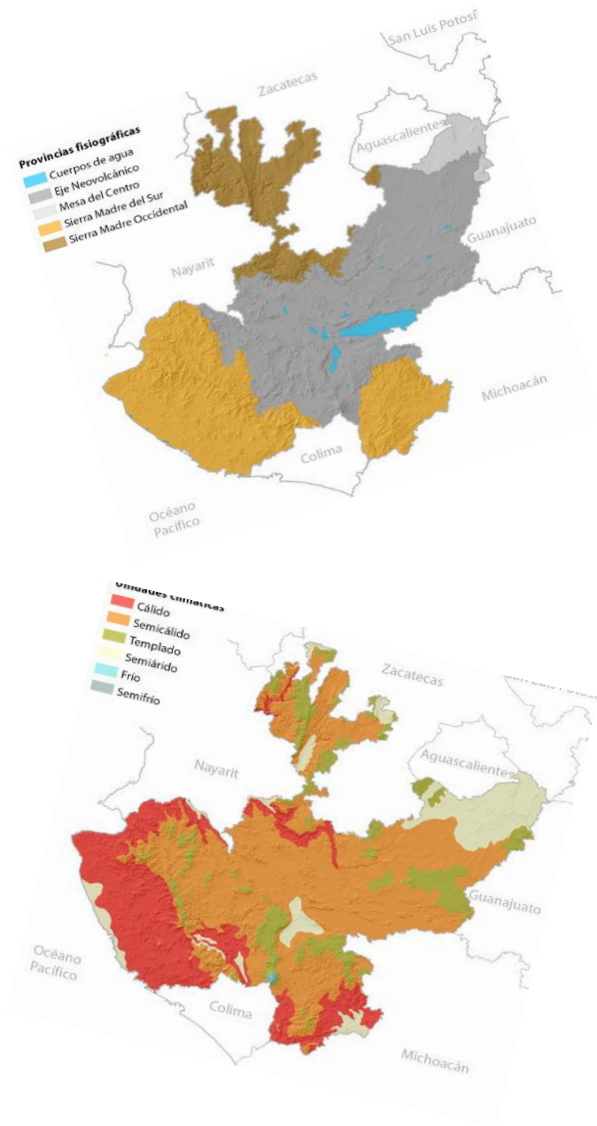 San Luis Potosí
Zacatecas
Aguascalientes
Provincias fisiográficas
Cuerpos de agua
Eje Neovolcánico
Mesa del Centro
Sierra Madre del Sur
Sierra Madre Occidental
Nayarit
Guanajuato
Michoacán
Colima
Océano
Pacífico
Unidades climáticas
Cálido
Semicálido
Templado
Semiárido
Frío
Semifrío
Zacatecas
Aguascalientes
Nayarit
Guanajuato
Océano
Pacífico
Colima
Michoacán